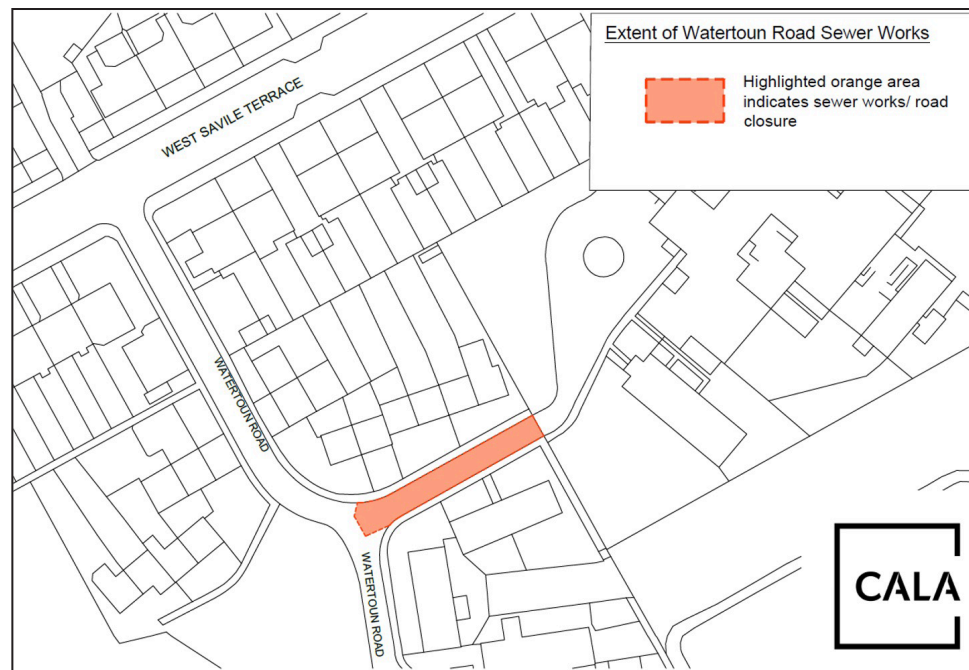 Extent of Watertoun Road Sewer Works
Highlighted orange area
indicates sewer works/ road
closure
WEST SAVILE TERRACE
WATERTOUN ROAD
WATERTOUN ROAD
CALA